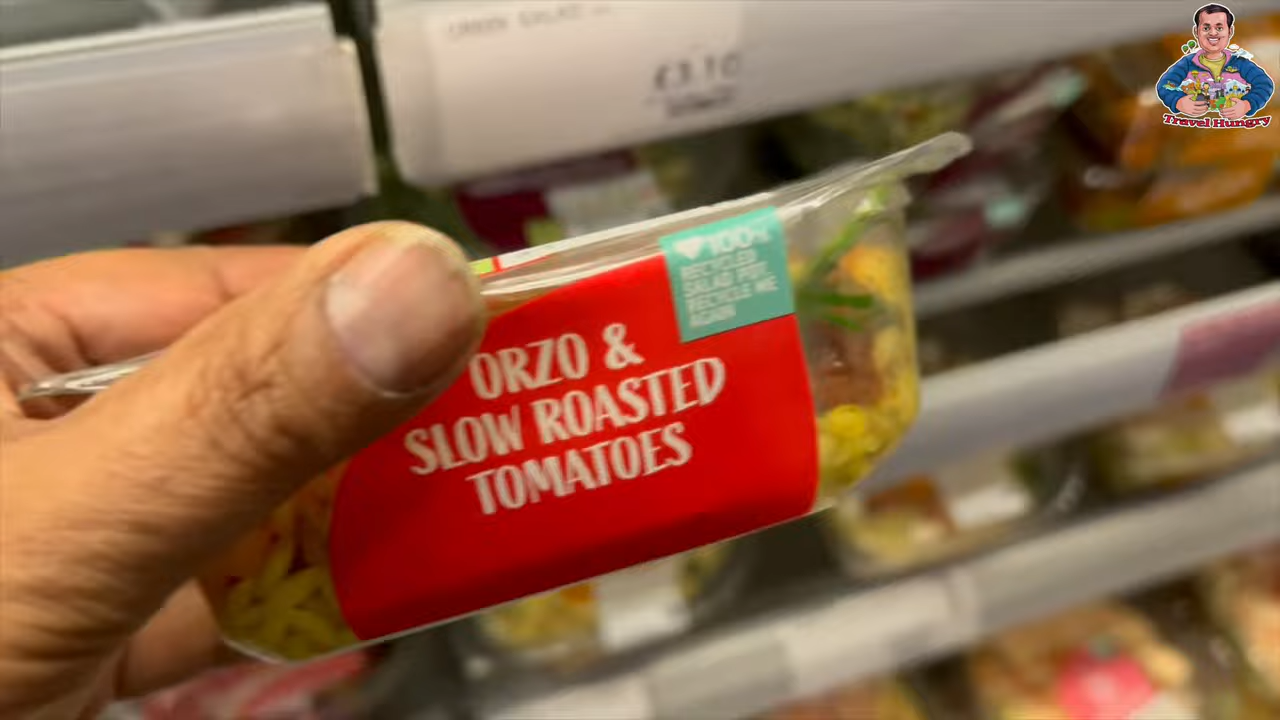 £3.10
ORZO &
SLOW ROASTED
TOMATOES
100%
RECYCLED
SALAD POT.
RECYCLE ME
AGAIN
Travel Hungry